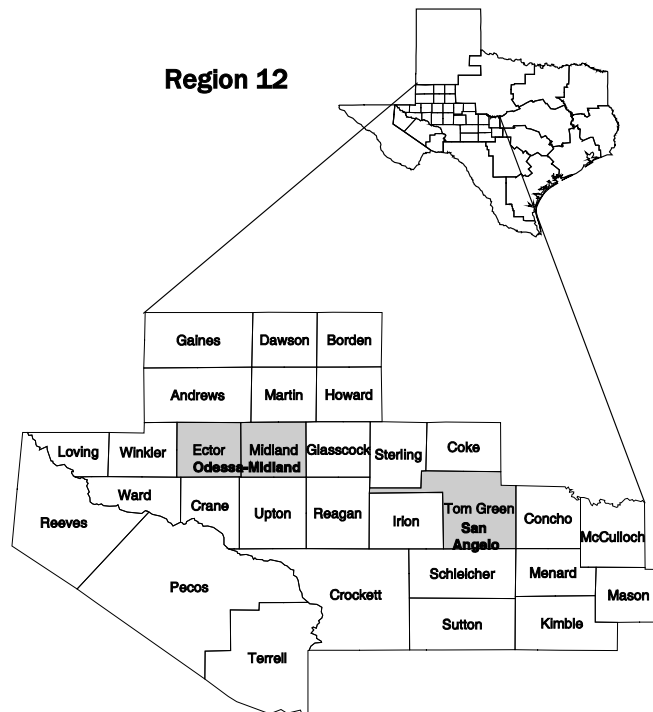 Region 12
Gaines
Dawson
Borden
Andrews
Martin
Howard
Loving
Winkler
Ector
Midland
Odessa-Midland
Glasscock
Sterling
Coke
Reeves
Ward
Crane
Upton
Reagan
Irion
Tom Green
San
Angelo
Concho
McCulloch
Pecos
Crockett
Schleicher
Menard
Mason
Terrell
Sutton
Kimble